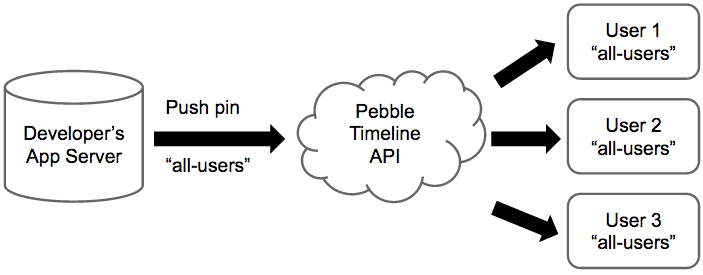 Developer’s
App Server
Push pin
“all-users”
Pebble
Timeline
API
User 1
“all-users”
User 2
“all-users”
User 3
“all-users”